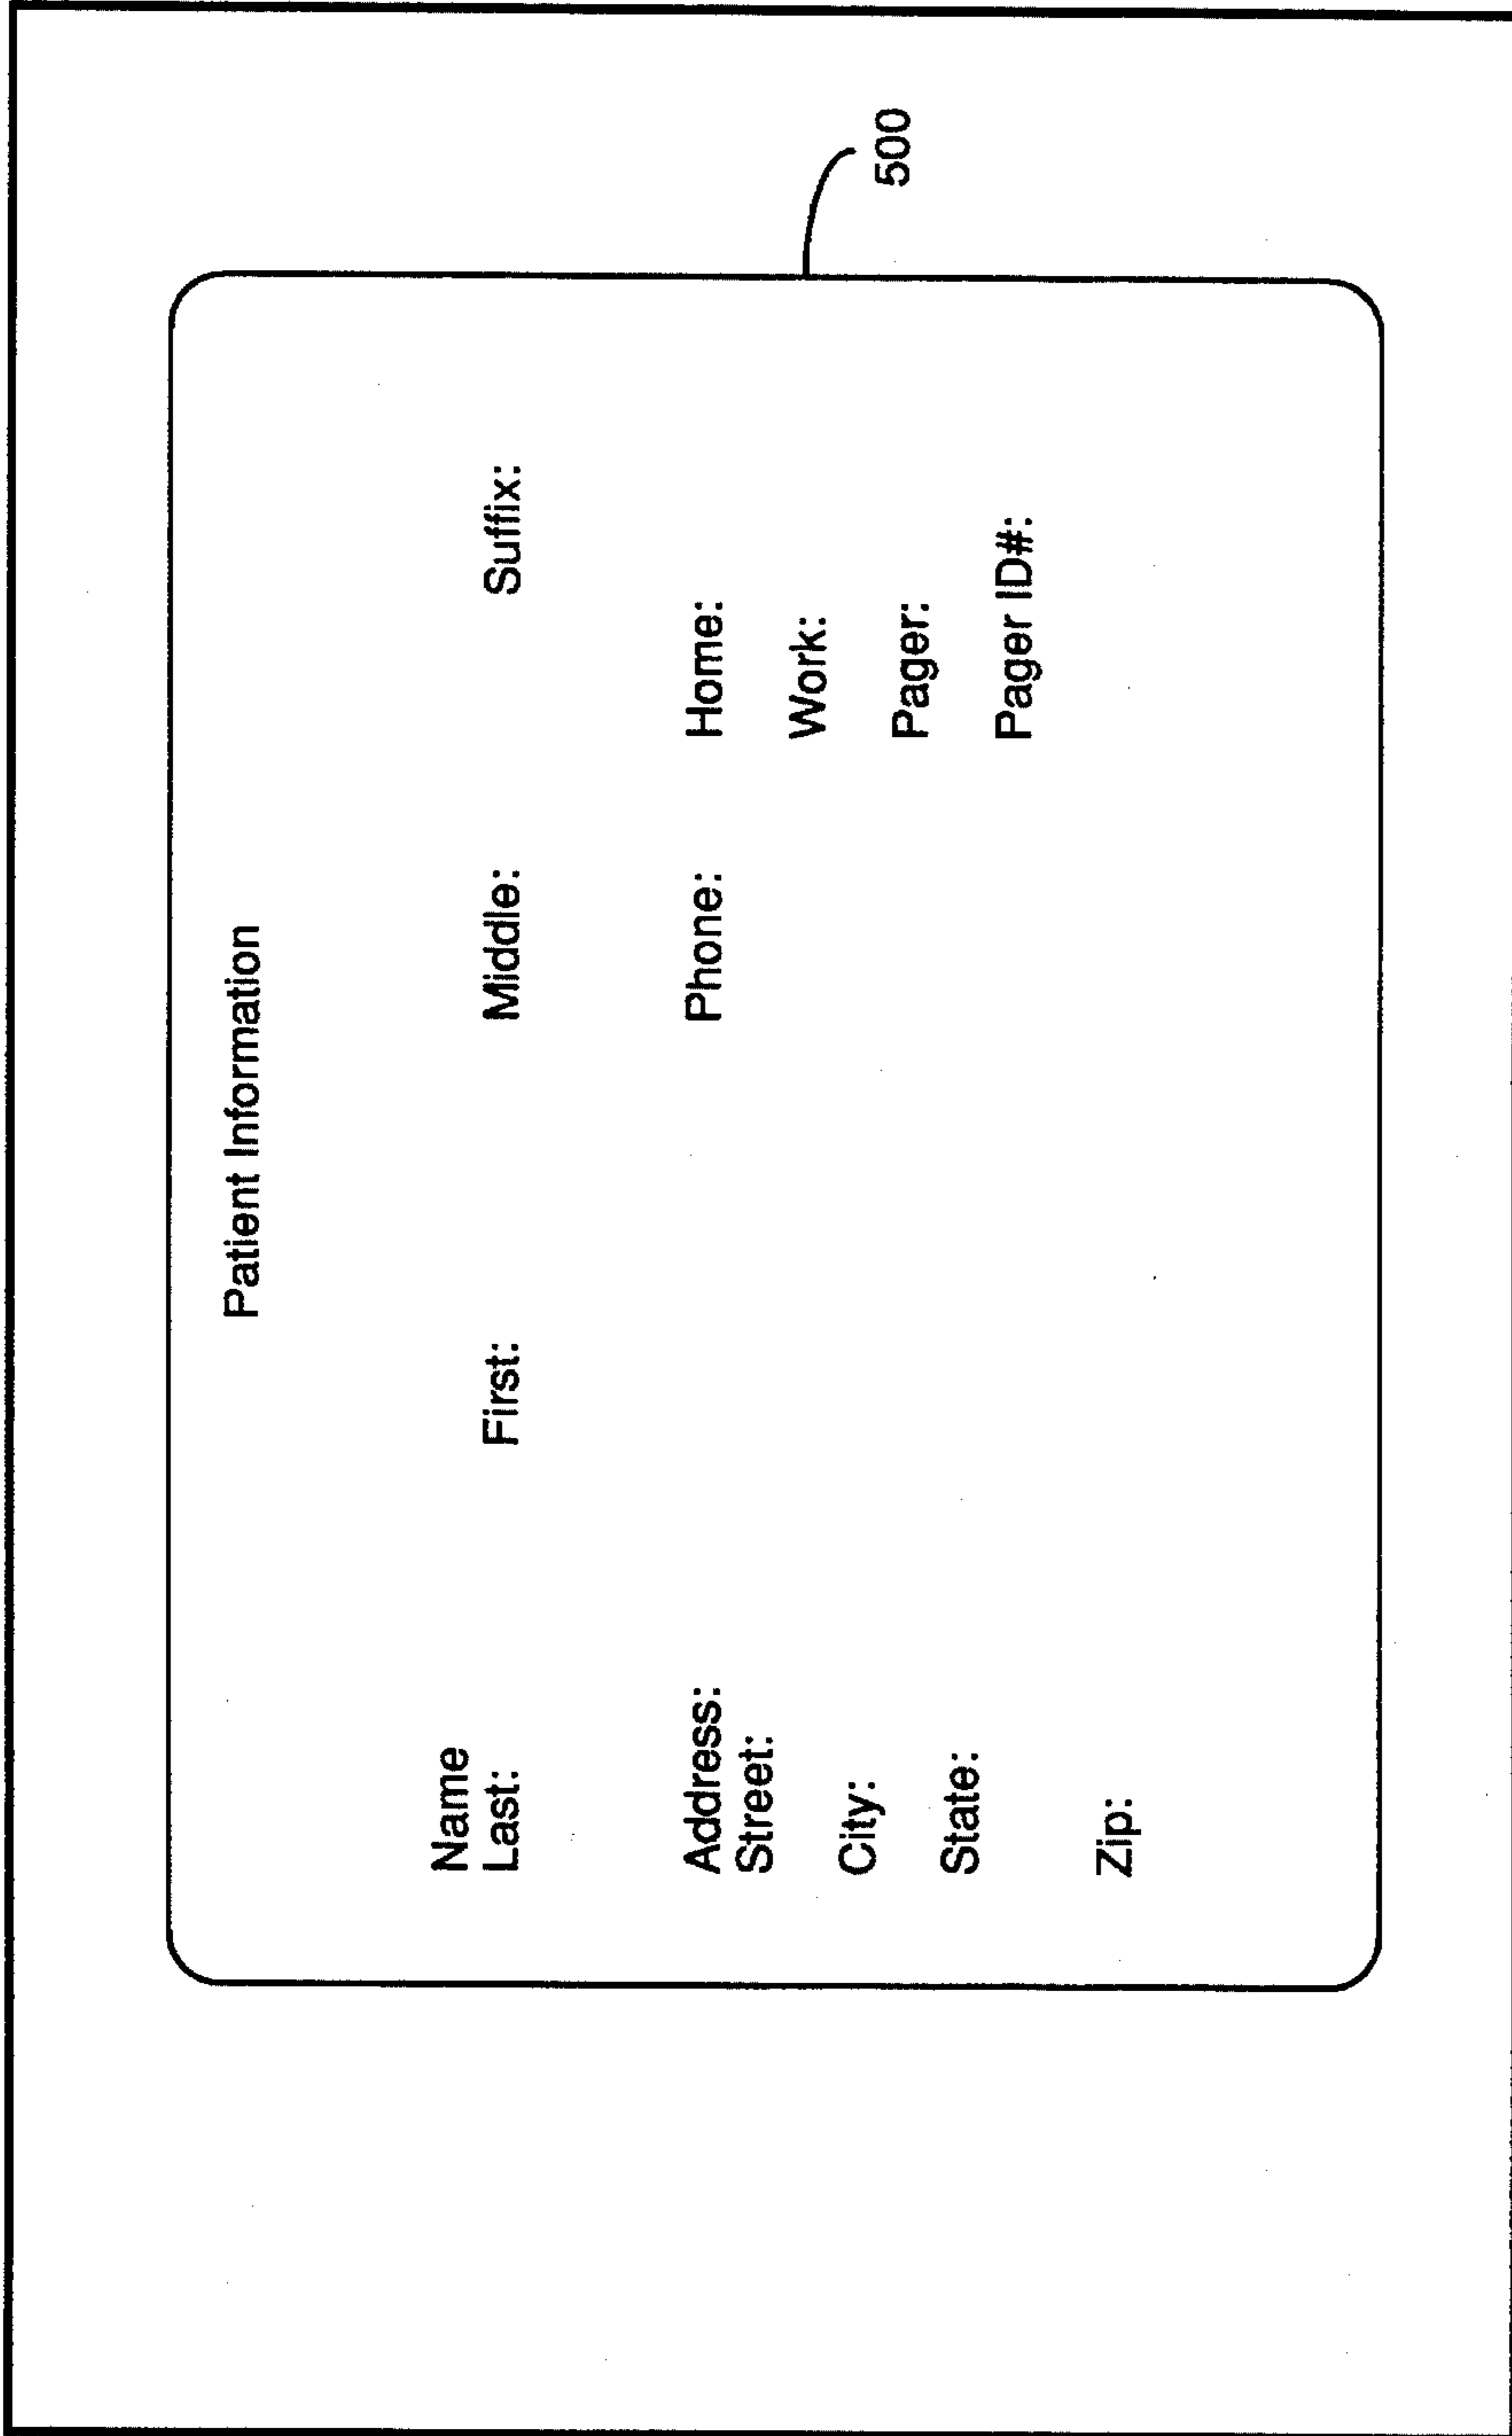 Patient Information
Name
Last: First: Middle: Suffix:
Address: Phone: Home:
Street:
Work:
City:
Pager:
State:
Pager ID#:
Zip:
500